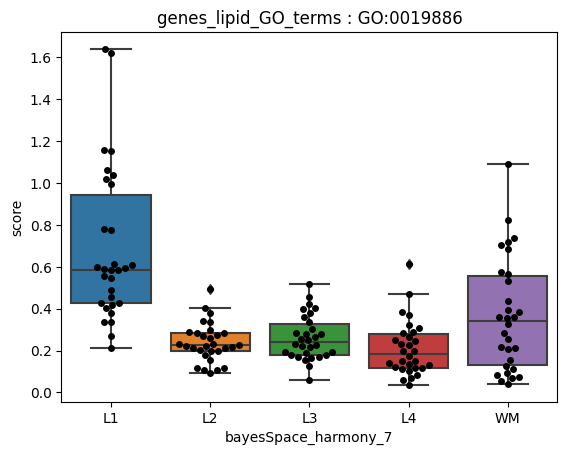 genes_lipid_GO_terms : GO:0019886
1.6
1.4
1.2
1.0
0.8
0.6
0.4
0.2
0.0
score
L1 L2 L3 L4 WM
bayesSpace_harmony_7